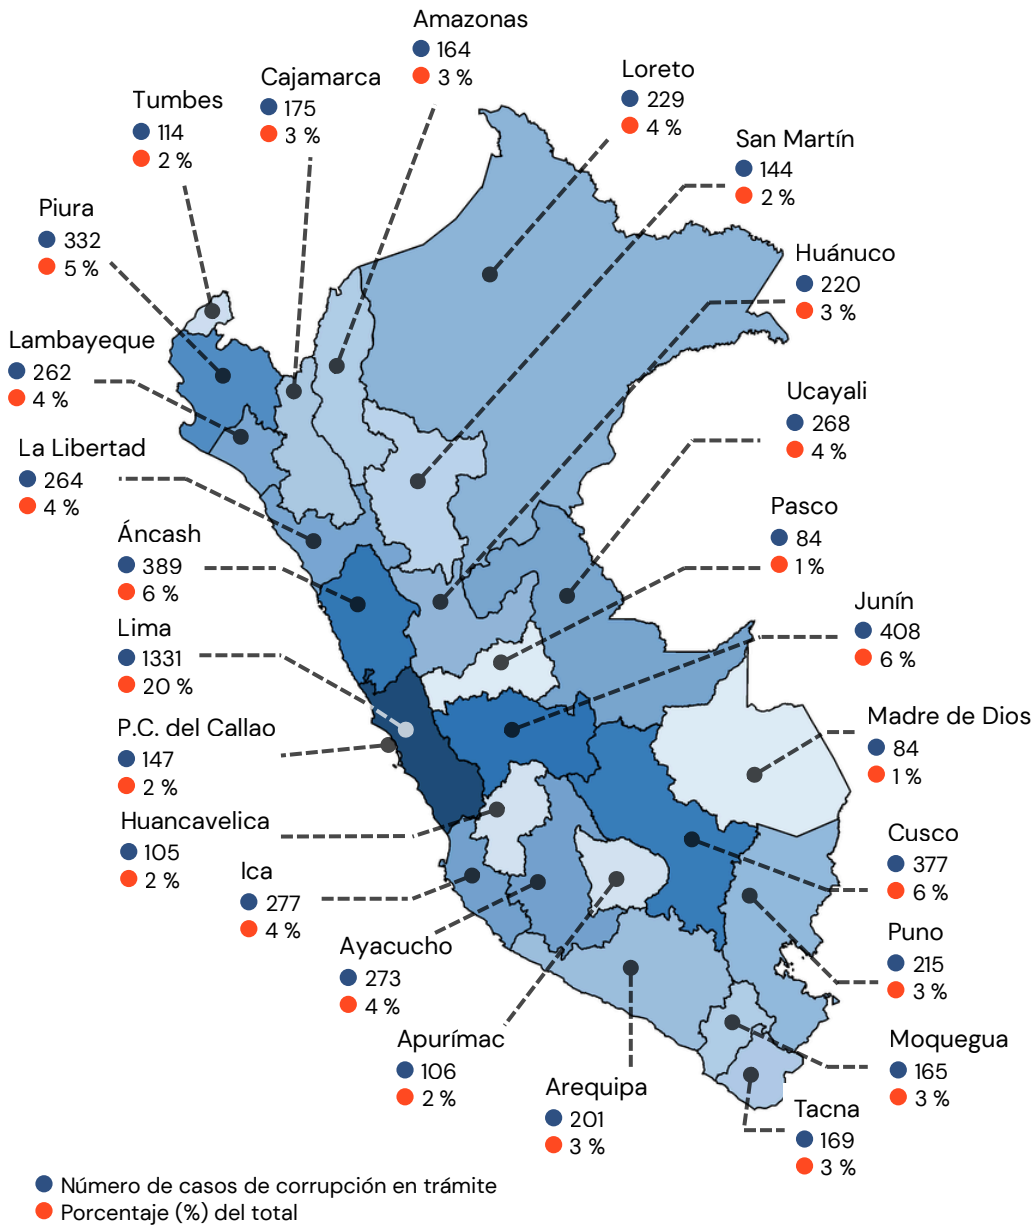 Amazonas
164
3 %
Cajamarca
175
3 %
Tumbes
114
2 %
Loreto
229
4 %
San Martín
144
2 %
Piura
332
5 %
Huánuco
220
3 %
Lambayeque
262
4 %
Ucayali
268
4 %
La Libertad
264
4 %
Pasco
84
1 %
Áncash
389
6 %
Junín
408
6 %
Lima
1331
20 %
Madre de Dios
84
1 %
P.C. del Callao
147
2 %
Huancavelica
105
2 %
Cusco
377
6 %
Ica
277
4 %
Puno
215
3 %
Ayacucho
273
4 %
Apurímac
106
2 %
Moquegua
165
3 %
Arequipa
201
3 %
Tacna
169
3 %
Número de casos de corrupción en trámite
Porcentaje (%) del total